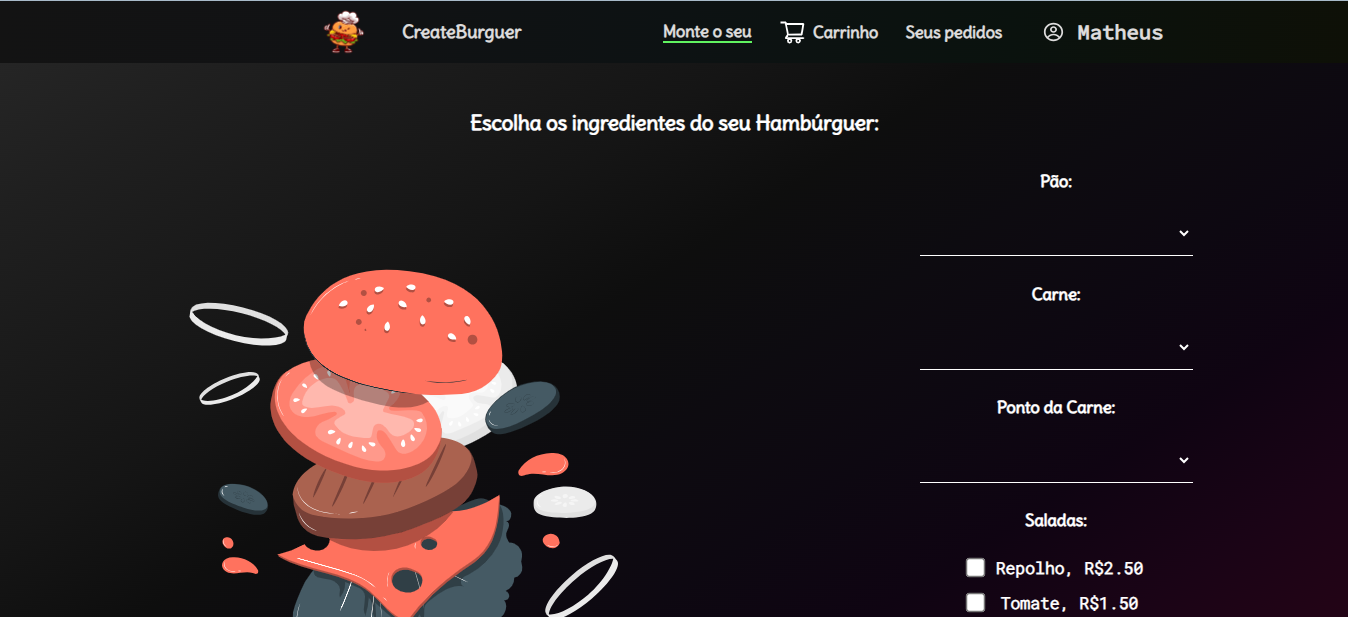 CreateBurguer Monte o seu Carrinho Seus pedidos Matheus
Escolha os ingredientes do seu Hambúrguer:
Pão:
Carne:
Ponto da Carne:
Saladas:
Repolho, R$2.50
Tomate, R$1.50